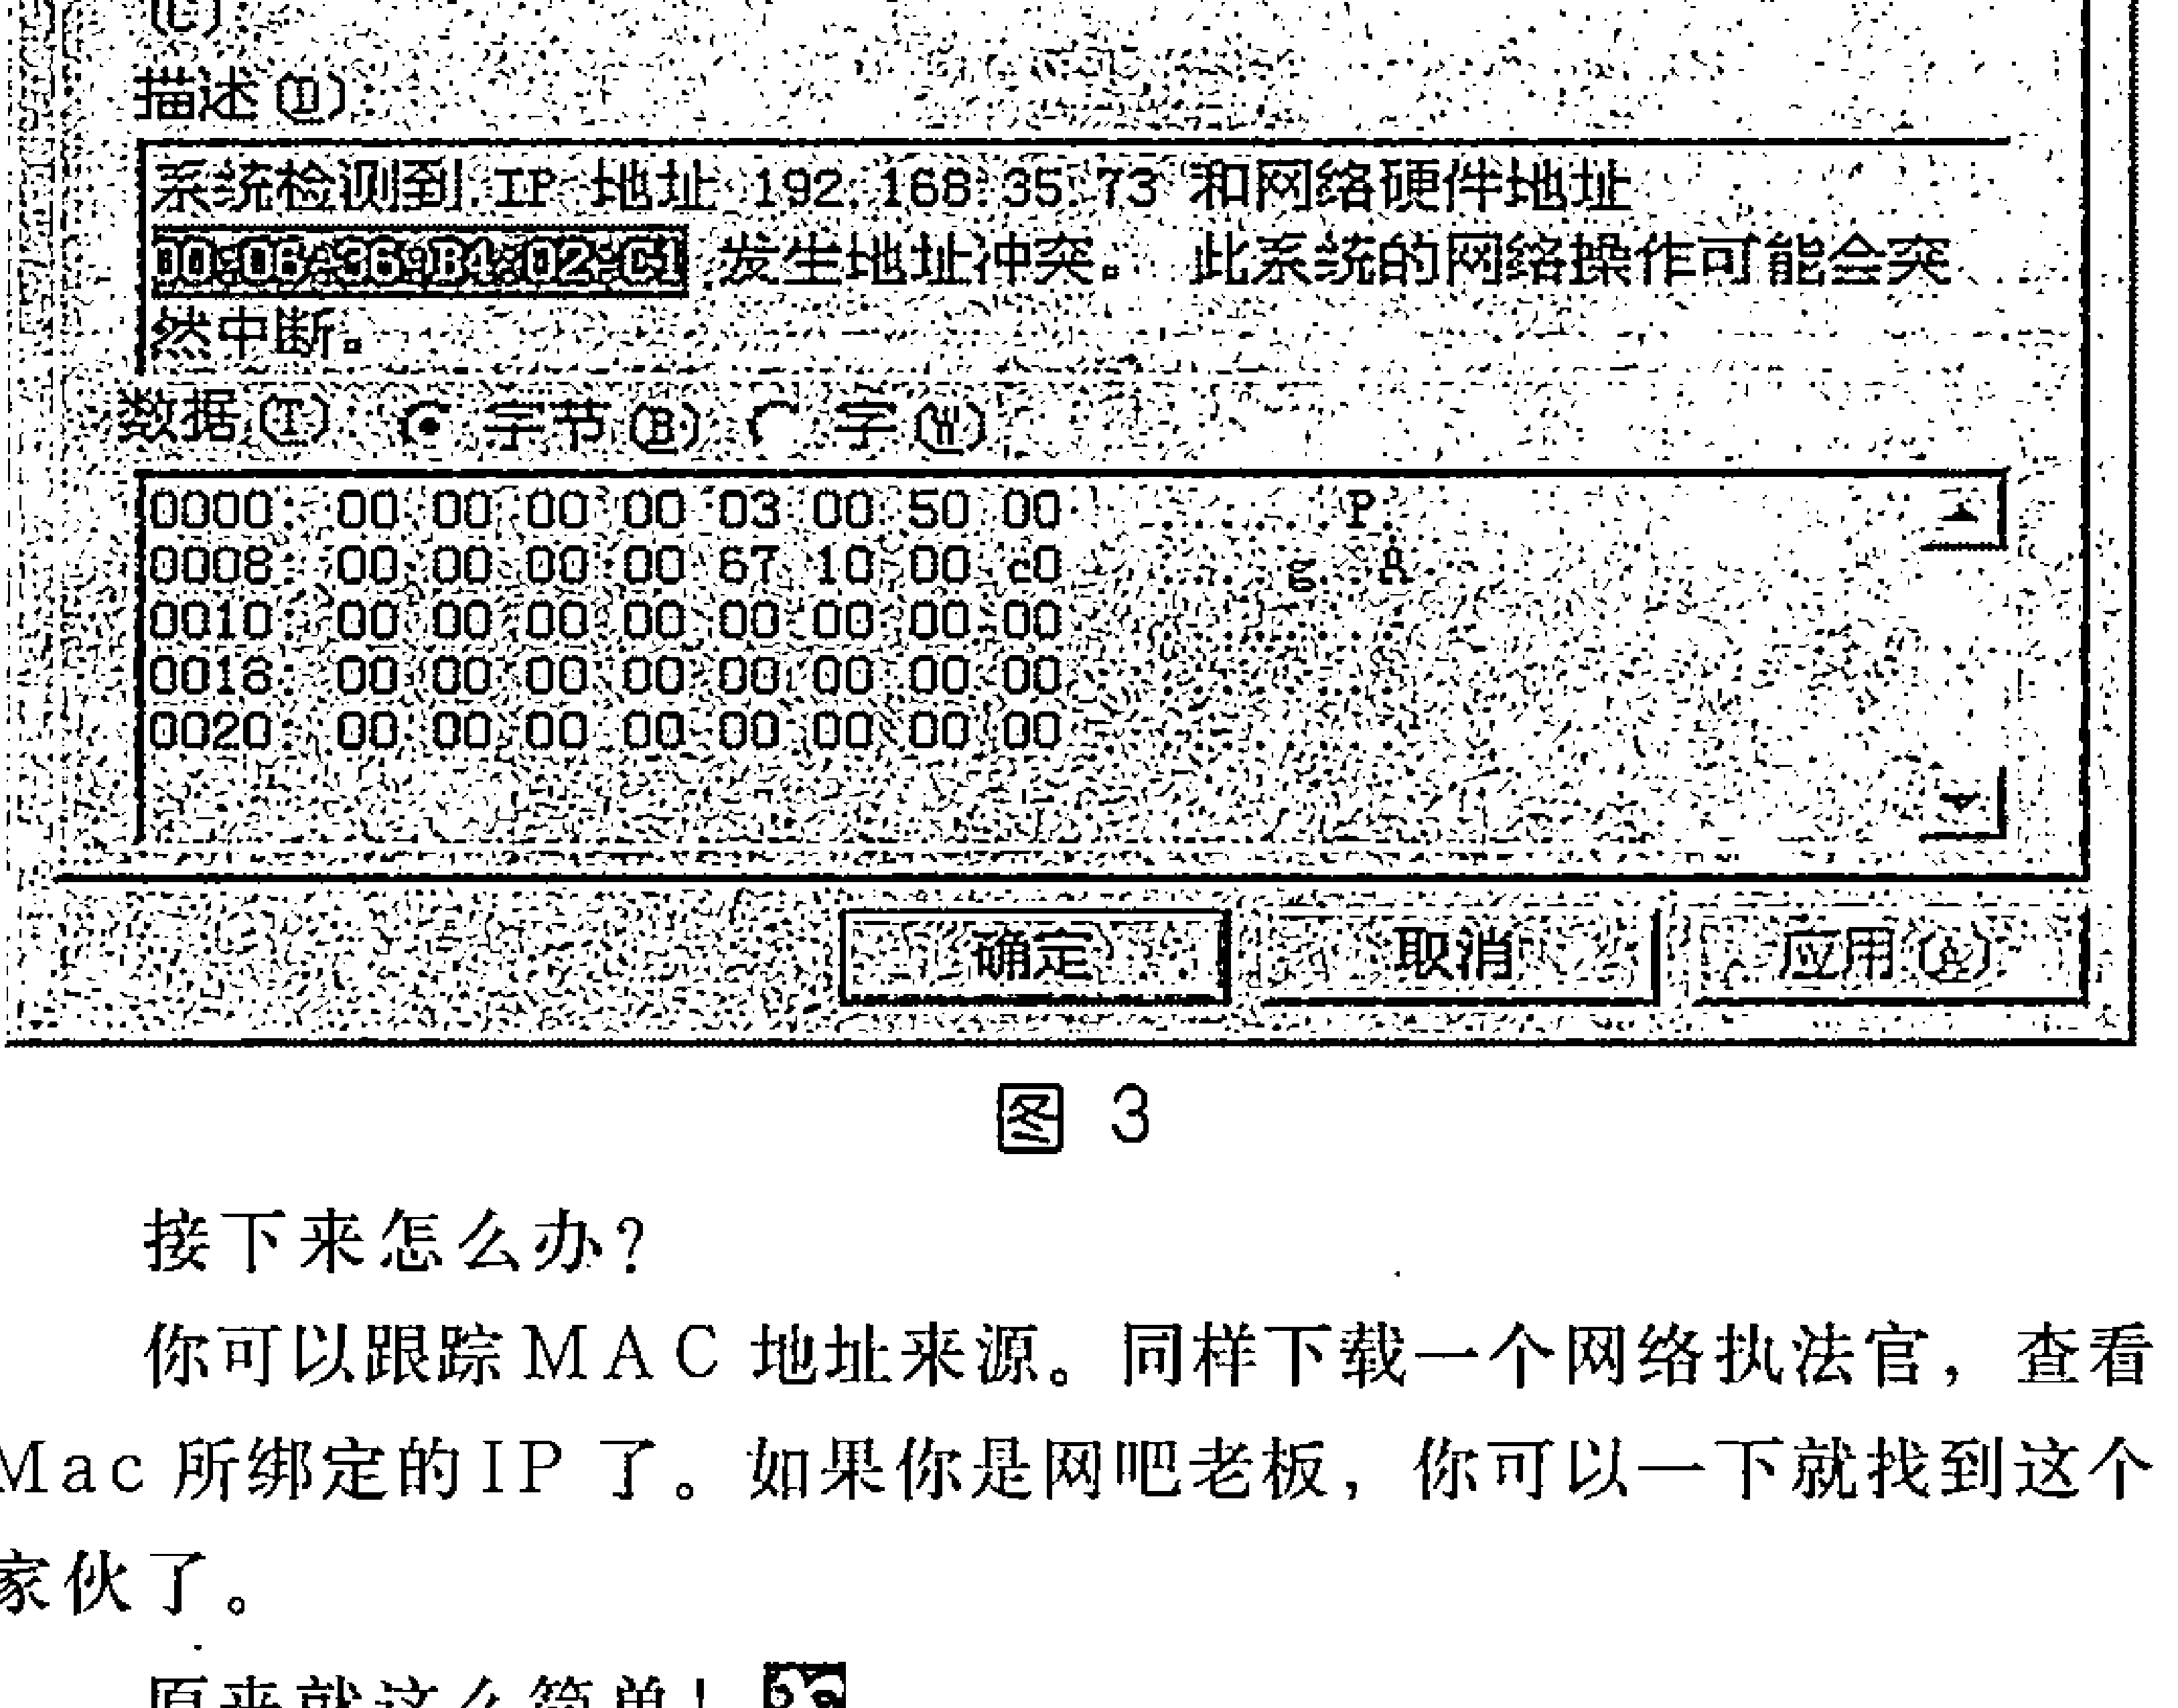 (C)
描述(D):
系统检测到 IP 地址 192.168.35.73 和网络硬件地址
00:06:36:B4:02:C1 发生地址冲突。 此系统的网络操作可能会突
然中断。
数据(T) 字节(B) 字(W)
0000: 00 00 00 00 03 00 50 00 ......P.
0008: 00 00 00 00 67 10 00 c0 ....g..À
0010: 00 00 00 00 00 00 00 00 ........
0018: 00 00 00 00 00 00 00 00 ........
0020: 00 00 00 00 00 00 00 00 ........
确定 取消 应用(A)
图 3
接下来怎么办?
你可以跟踪MAC 地址来源。同样下载一个网络执法官, 查看
Mac 所绑定的IP 了。如果你是网吧老板, 你可以一下就找到这个
家伙了。
原来就这么简单!